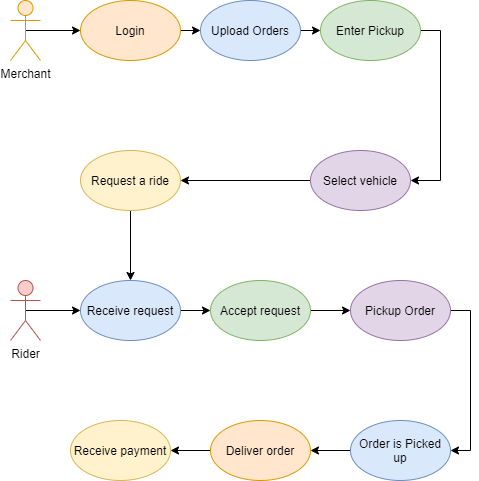 Login
Upload Orders
Enter Pickup
Merchant
Request a ride
Select vehicle
Receive request
Accept request
Pickup Order
Rider
Receive payment
Deliver order
Order is Picked
up